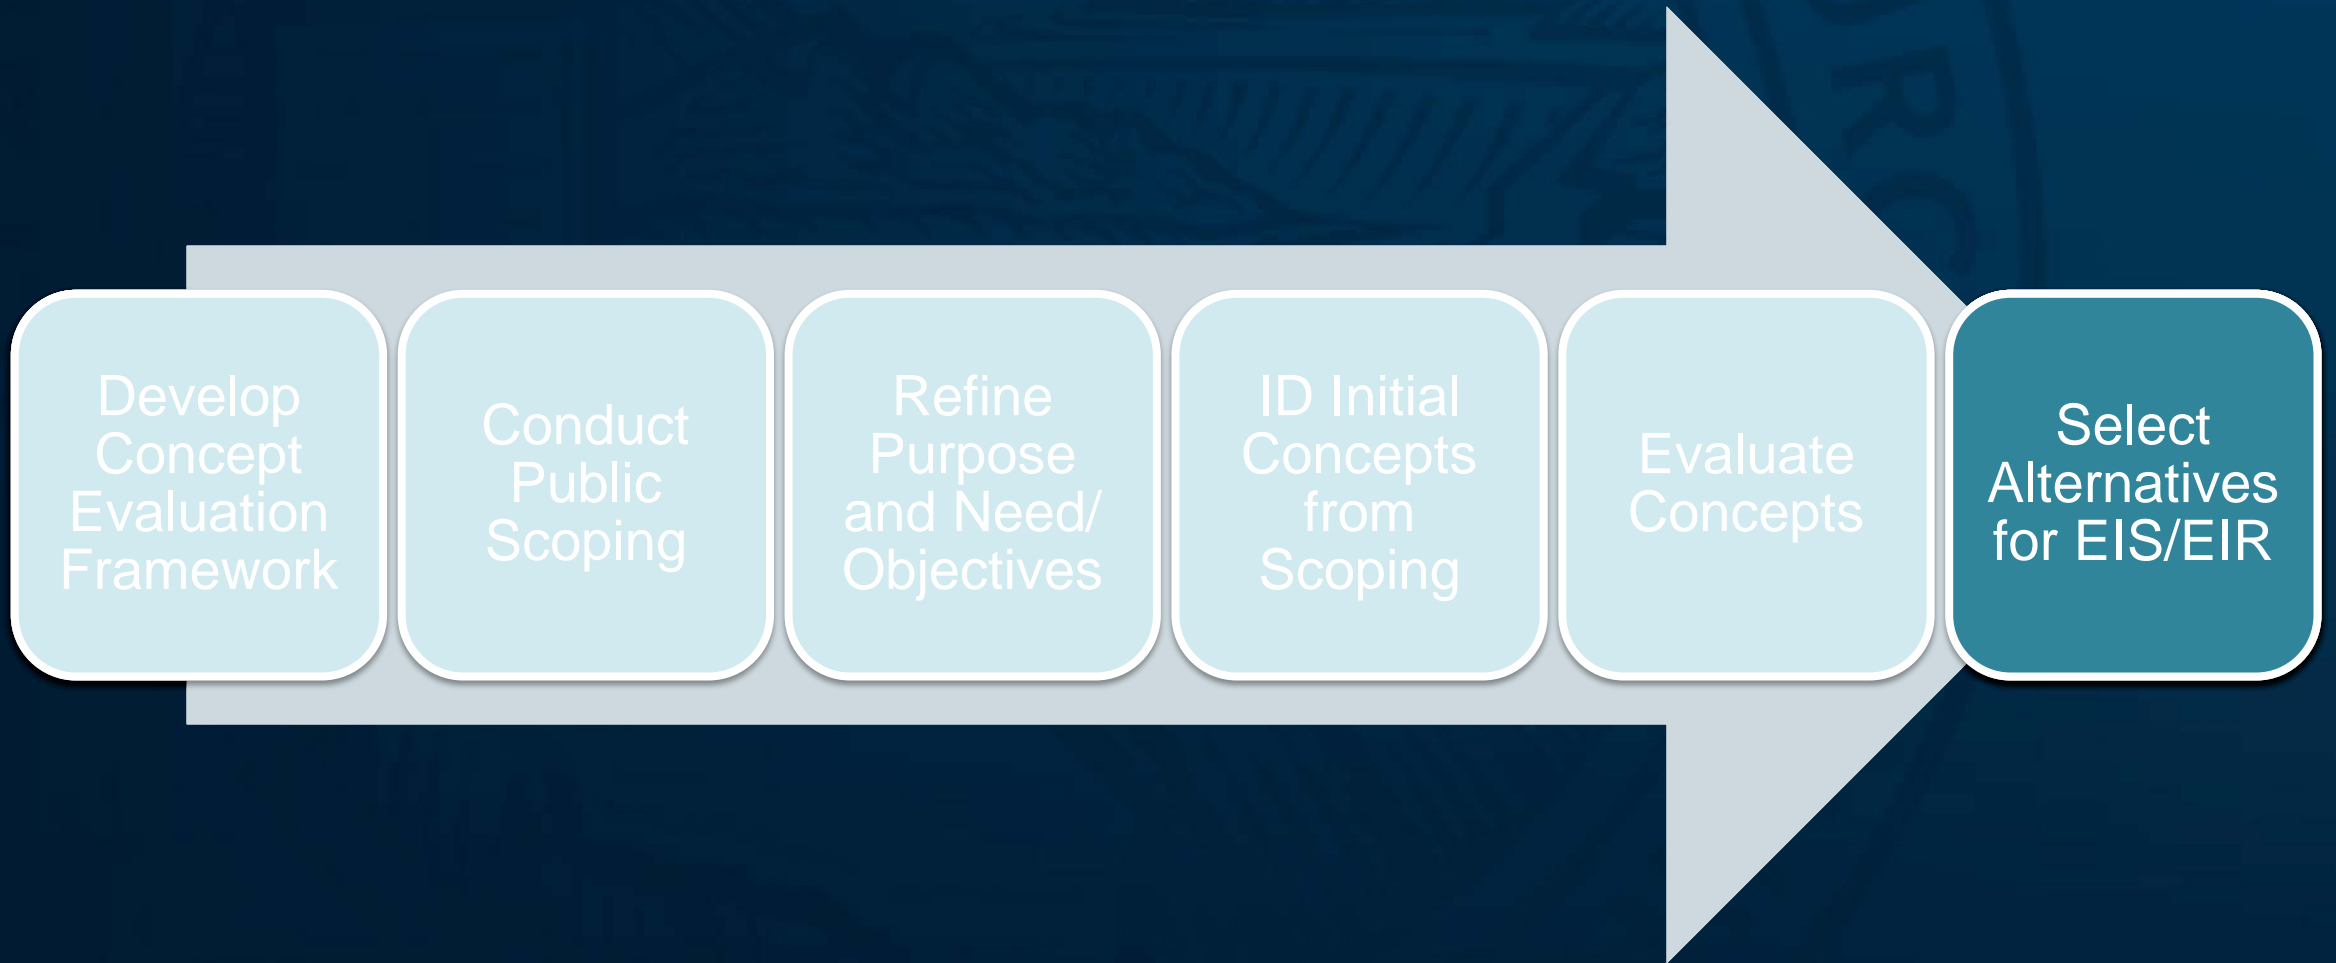 Develop
Concept
Evaluation
Framework
Conduct
Public
Scoping
Refine
Purpose
and Need/
Objectives
ID Initial
Concepts
from
Scoping
Evaluate
Concepts
Select
Alternatives
for EIS/EIR